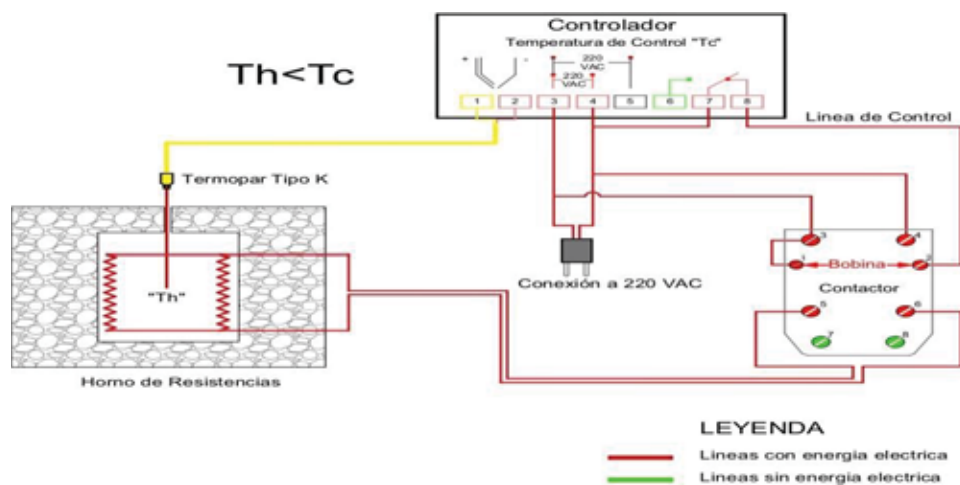 Controlador
Temperatura de Control "Tc"
Th<Tc
+ -
220
VAC
220
VAC
1 2 3 4 5 6 7 8
Linea de Control
Termopar Tipo K
3 4
1 Bobina 2
"Th"
Conexión a 220 VAC
Contactor
5 6
7 8
Horno de Resistencias
LEYENDA
Lineas con energia electrica
Lineas sin energia electrica